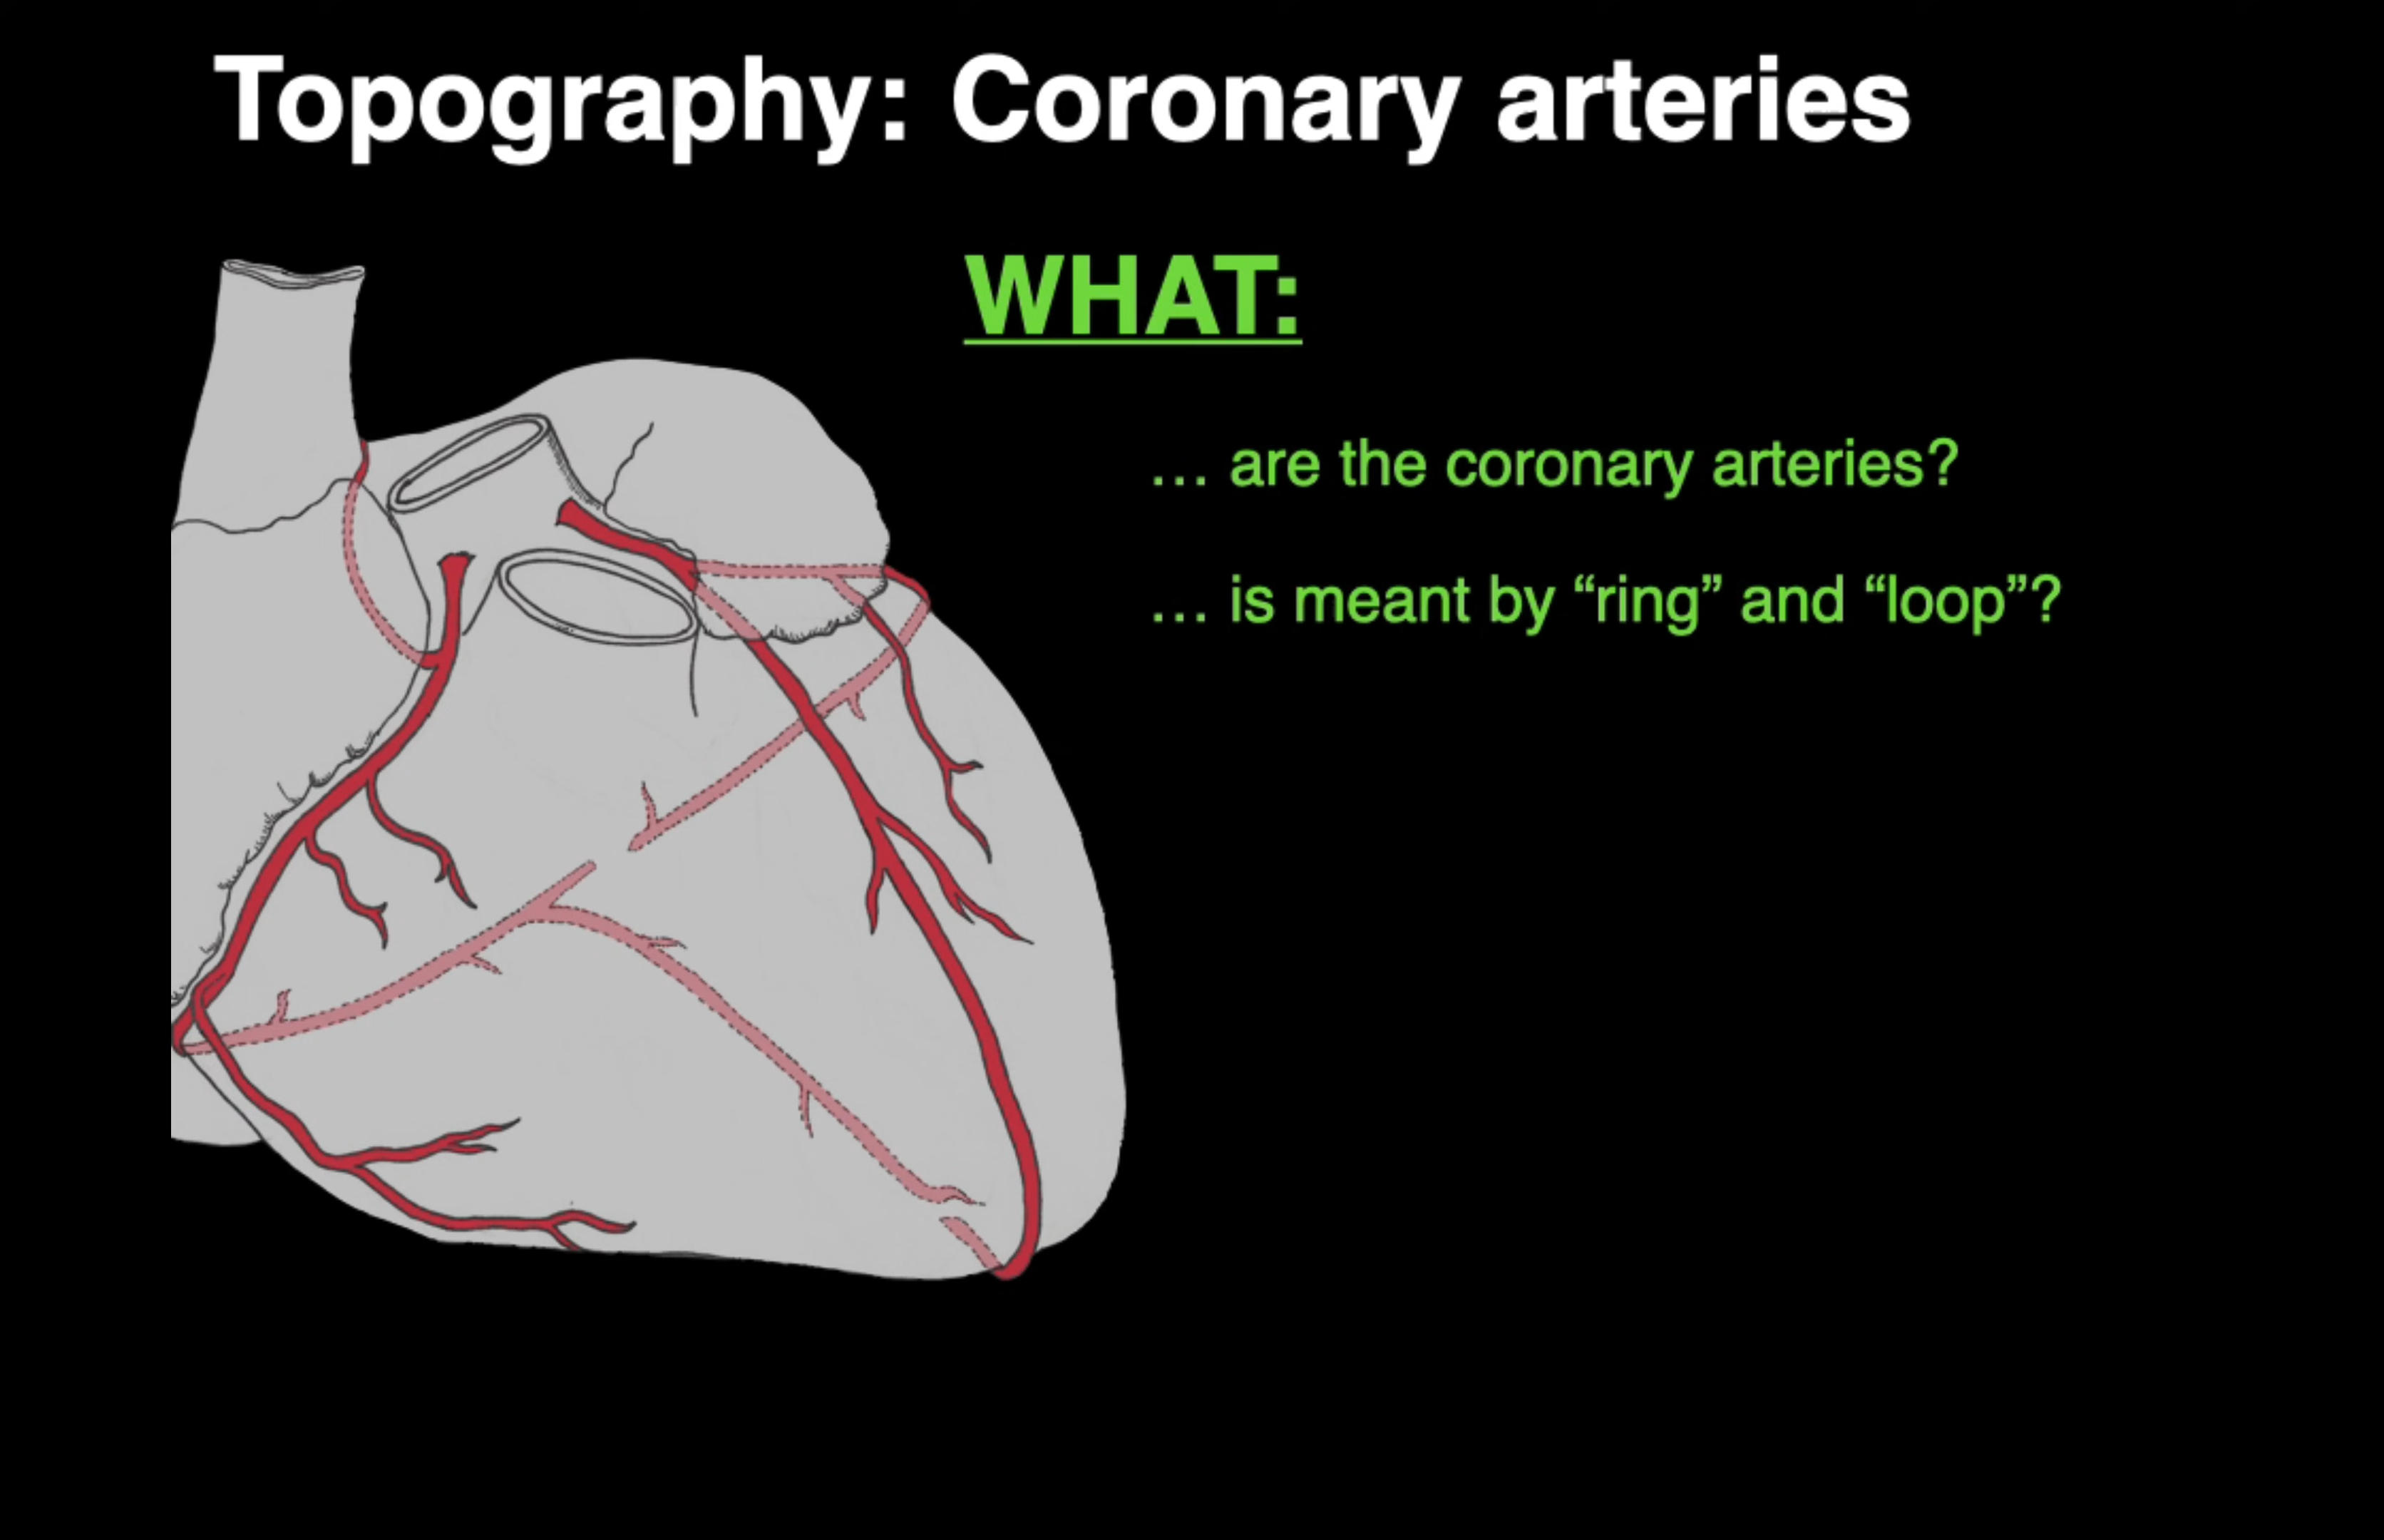 Topography: Coronary arteries
WHAT:
… are the coronary arteries?
… is meant by “ring” and “loop”?